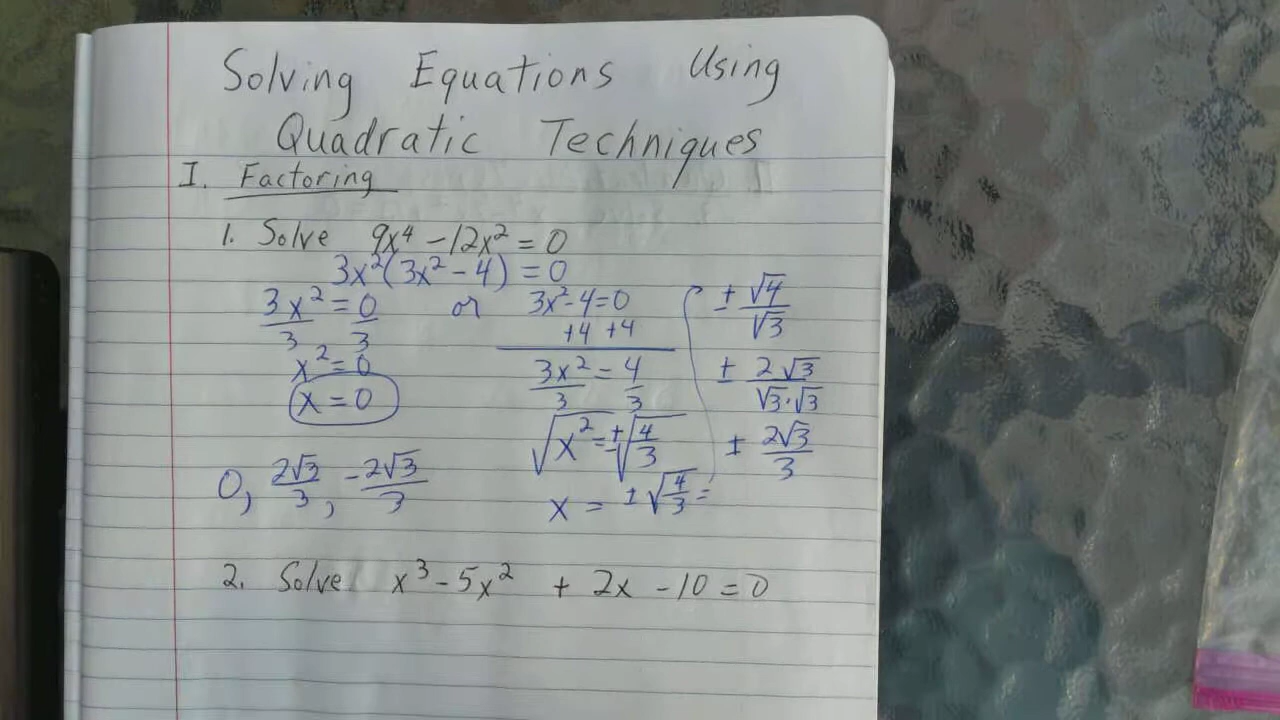 Solving Equations Using
Quadratic Techniques
I. Factoring
1. Solve 9x⁴ - 12x² = 0
3x²(3x² - 4) = 0
3x² = 0 or 3x² - 4 = 0
3 3 +4 +4
x² = 0 3x² = 4
3 3
x = 0 √x² = ±√4/3
x = ±√4/3 =
± √4/√3
± 2√3/√3·√3
± 2√3/3
0, 2√3/3, -2√3/3
2. Solve x³ - 5x² + 2x - 10 = 0